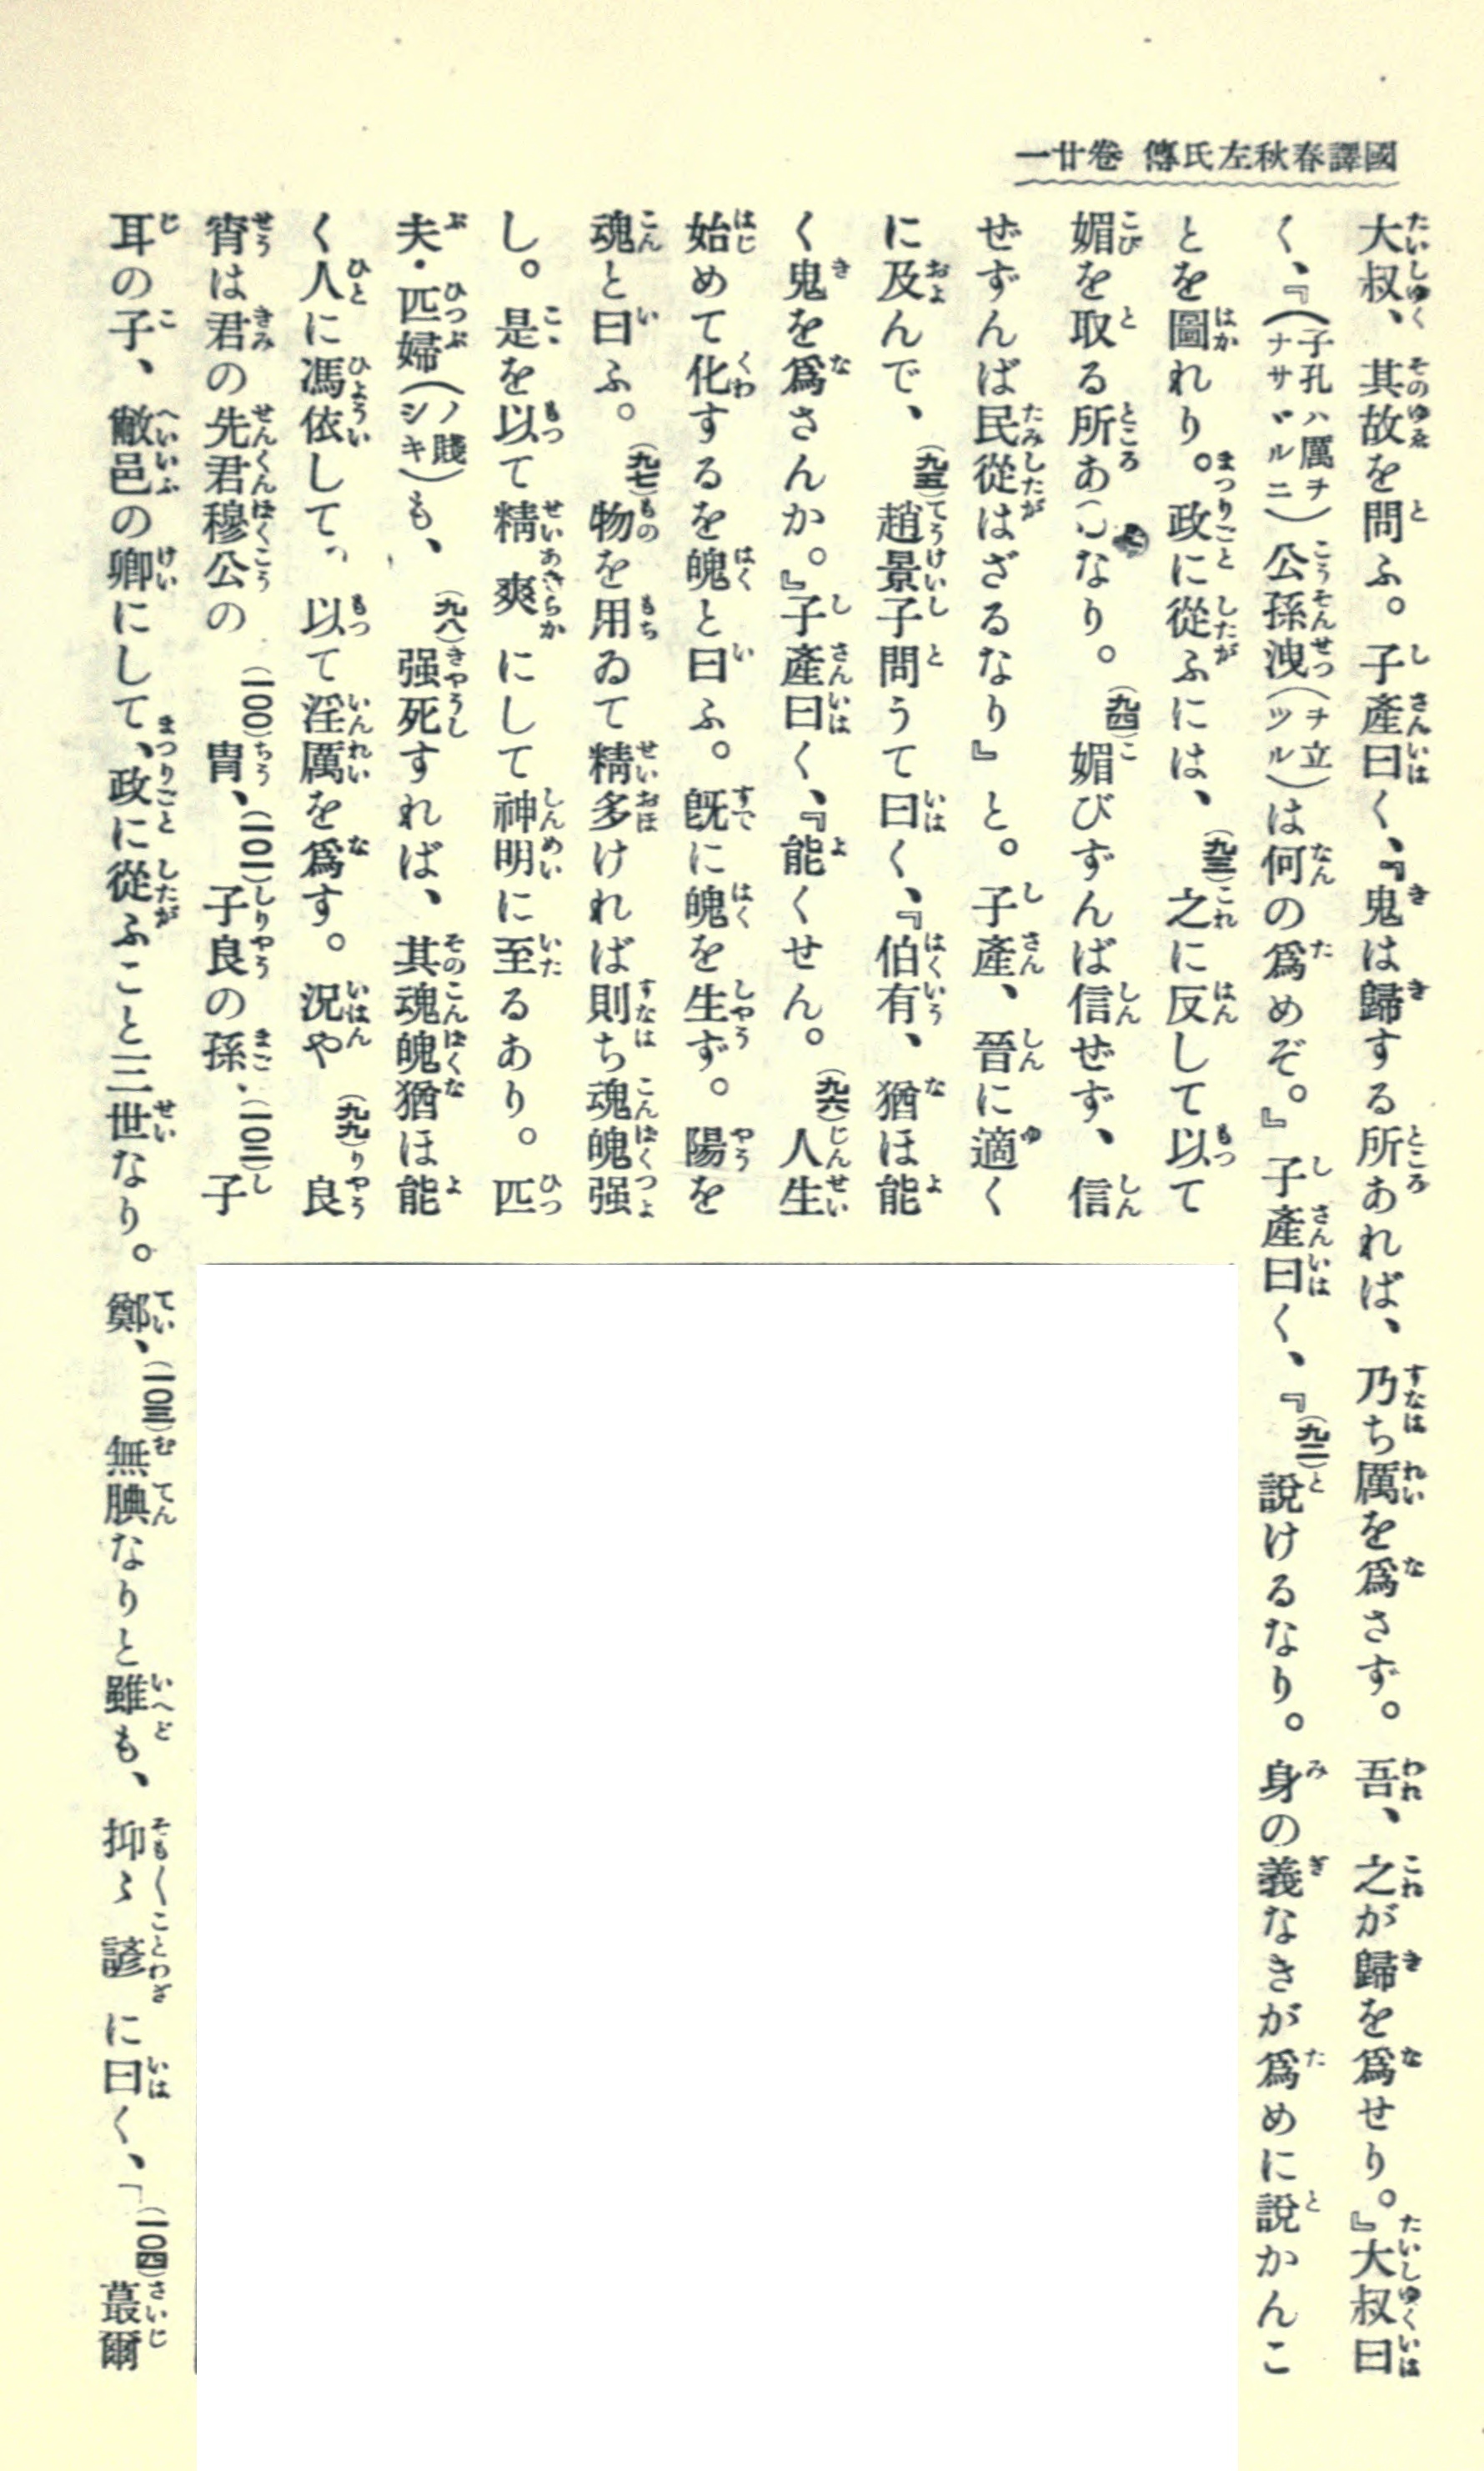 國譯春秋左氏傳 卷廿一
大叔、其故を問ふ。子產曰く、『鬼は歸する所あれば、乃ち厲を爲さず。吾、之が歸を爲せり。』大叔曰
く、『(子孔ハ厲チナサヾルニ)公孫洩(チ立ツル)は何の爲めぞ。』子產曰く、『(九二)說けるなり。身の義なきが爲めに說かんこ
とを圖れり。政に從ふには、(九三)之に反して以て
媚を取る所あなり。(九四)媚びずんば信ぜず、信
ぜずんば民從はざるなり』と。子產、晉に適く
に及んで、(九五)趙景子問うて曰く、『伯有、猶ほ能
く鬼を爲さんか。』子產曰く、『能くせん。(九六)人生
始めて化するを魄と曰ふ。既に魄を生ず。陽を
魂と曰ふ。(九七)物を用ゐて精多ければ則ち魂魄强
し。是を以て精爽にして神明に至るあり。匹
夫・匹婦(ノ賤シキ)も、(九八)强死すれば、其魂魄猶ほ能
く人に馮依して、以て淫厲を爲す。況や(九九)良
霄は君の先君穆公の(一〇〇)冑、(一〇一)子良の孫、(一〇二)子
耳の子、敝邑の卿にして、政に從ふこと三世なり。鄭、(一〇三)無腆なりと雖も、抑〻諺に曰く、「(一〇四)蕞爾